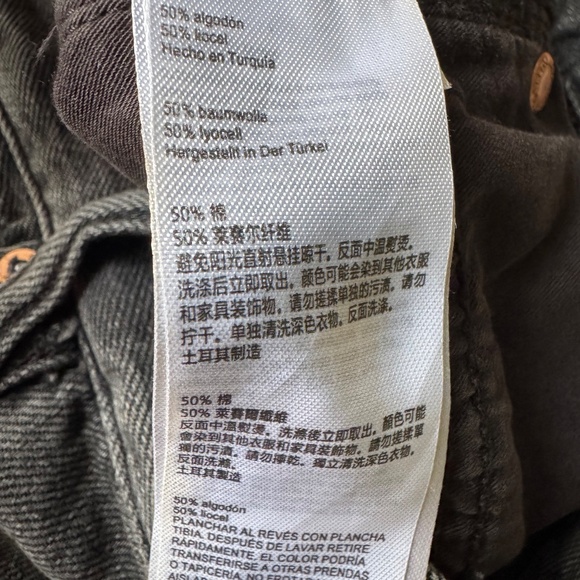 50% algodón
50% liocel
Hecho en Turquía
50% baumwolle
50% lyocell
Hergestellt in Der Türkei
50% 棉
50% 莱赛尔纤维
避免阳光直射悬挂晾干。反面中温熨烫。
洗涤后立即取出。颜色可能会染到其他衣服
和家具装饰物。请勿搓揉单独的污渍。请勿
拧干。单独清洗深色衣物。反面洗涤。
土耳其制造
50% 棉
50% 萊賽爾纖維
反面中溫熨燙。洗滌後立即取出。顏色可能
會染到其他衣服和家具裝飾物。請勿搓揉單
獨的污漬。請勿擰乾。獨立清洗深色衣物。
反面洗滌。
土耳其製造
50% algodón
50% liocel
PLANCHAR AL REVÉS CON PLANCHA
TIBIA. DESPUÉS DE LAVAR RETIRE
RÁPIDAMENTE. EL COLOR PODRÍA
TRANSFERIRSE A OTRAS PRENDAS
O TAPICERÍA. NO FROTAR